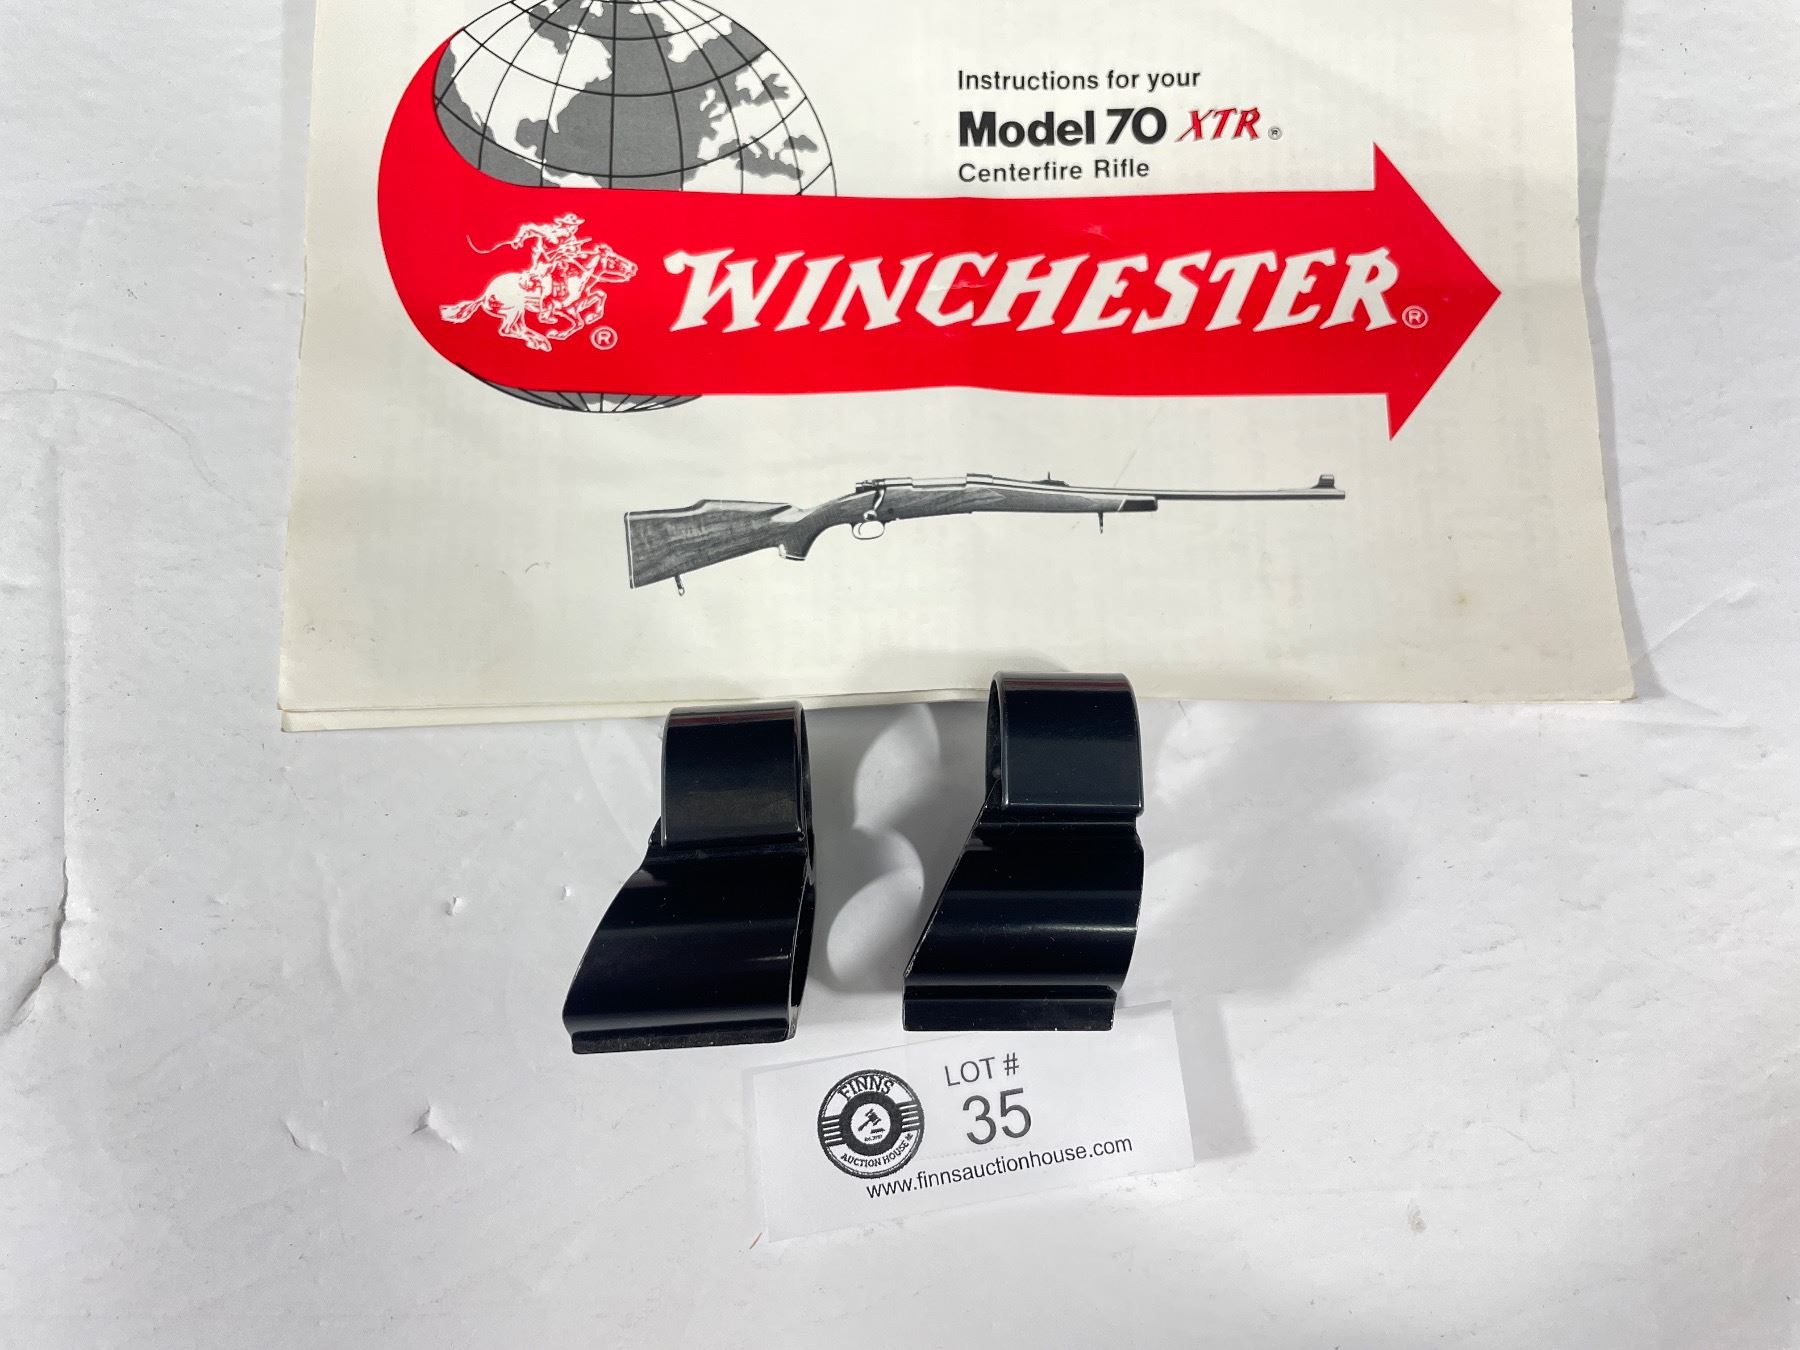 Instructions for your
Model 70 XTR ®
Centerfire Rifle
WINCHESTER ®
®
LOT #
35
FINNS
AUCTION HOUSE
www.finnsauctionhouse.com